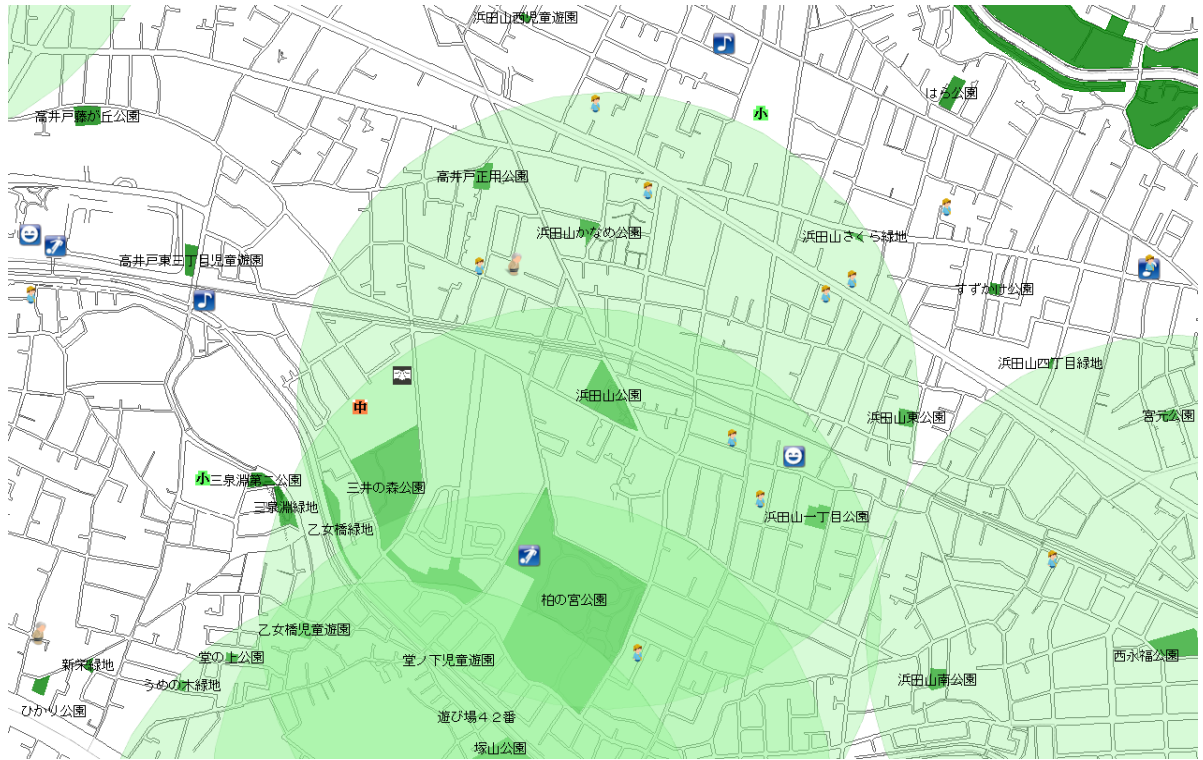 浜田山西児童遊園
はら公園
小
高井戸藤が丘公園
高井戸正用公園
浜田山かなめ公園
浜田山さくら緑地
高井戸東三丁目児童遊園
すずかけ公園
浜田山四丁目緑地
浜田山公園
中
宮元公園
浜田山東公園
小
三泉淵第二公園
三井の森公園
三泉淵緑地
浜田山一丁目公園
乙女橋緑地
柏の宮公園
乙女橋児童遊園
堂の上公園
堂ノ下児童遊園
西永福公園
新栄緑地
浜田山南公園
うめの木緑地
ひかり公園
遊び場42番
塚山公園